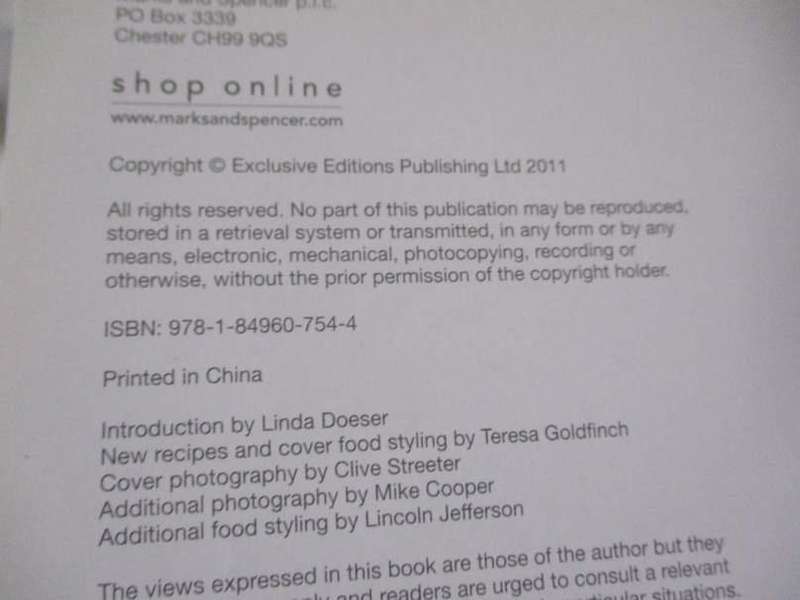 Marks and Spencer p.l.c.
PO Box 3339
Chester CH99 9QS
shop online
www.marksandspencer.com
Copyright © Exclusive Editions Publishing Ltd 2011
All rights reserved. No part of this publication may be reproduced,
stored in a retrieval system or transmitted, in any form or by any
means, electronic, mechanical, photocopying, recording or
otherwise, without the prior permission of the copyright holder.
ISBN: 978-1-84960-754-4
Printed in China
Introduction by Linda Doeser
New recipes and cover food styling by Teresa Goldfinch
Cover photography by Clive Streeter
Additional photography by Mike Cooper
Additional food styling by Lincoln Jefferson
The views expressed in this book are those of the author but they
and readers are urged to consult a relevant
situations.